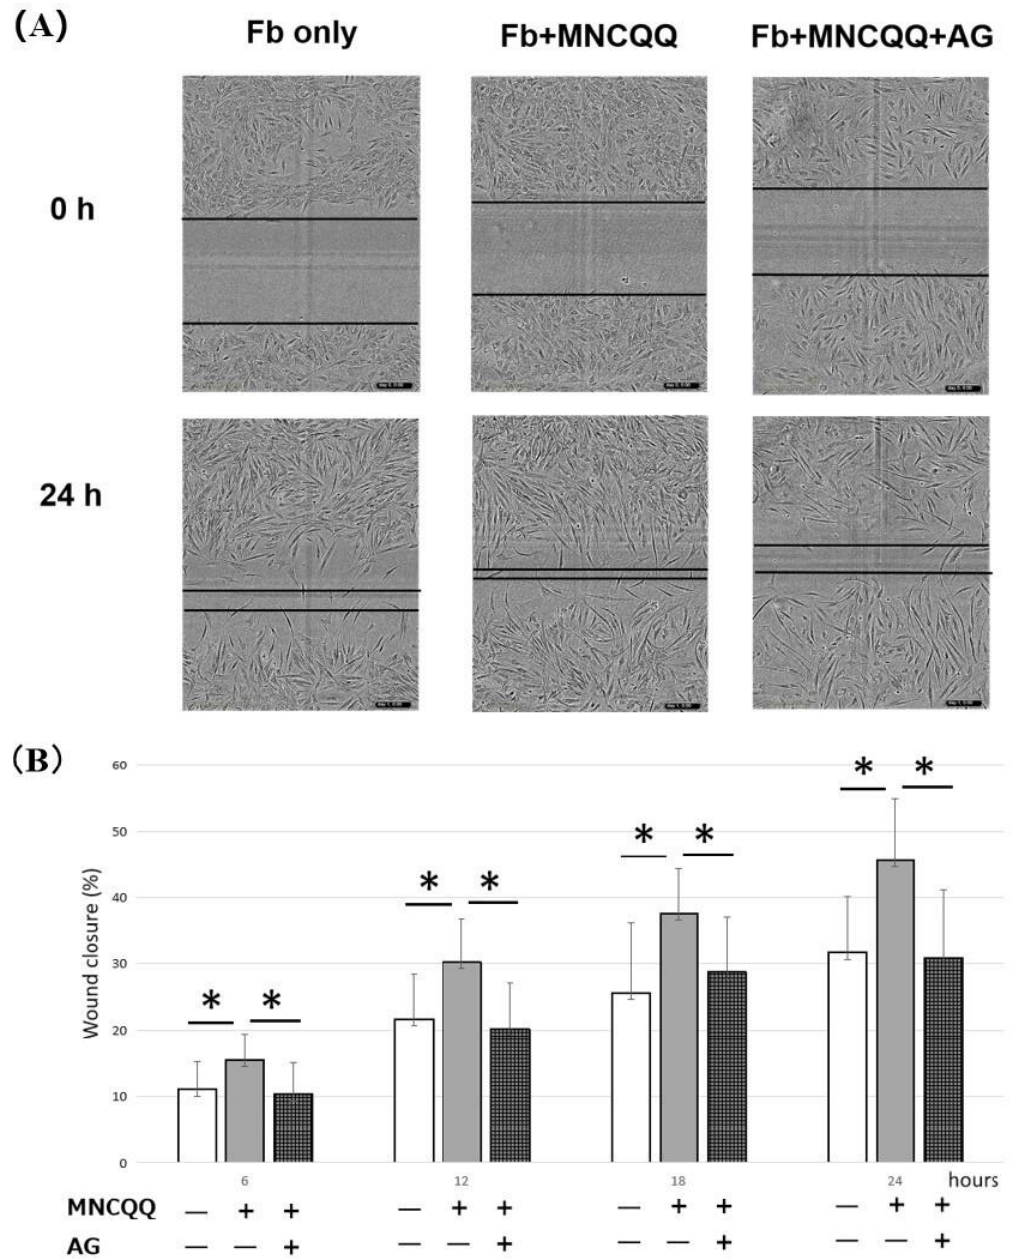 (A)
Fb only Fb+MNCQQ Fb+MNCQQ+AG
0 h
24 h
(B)
60
50
40
30
20
10
0
Wound closure (%)
* * * * * * * *
6 12 18 24 hours
MNCQQ — + + — + + — + + — + +
AG — — + — — + — — + — — +